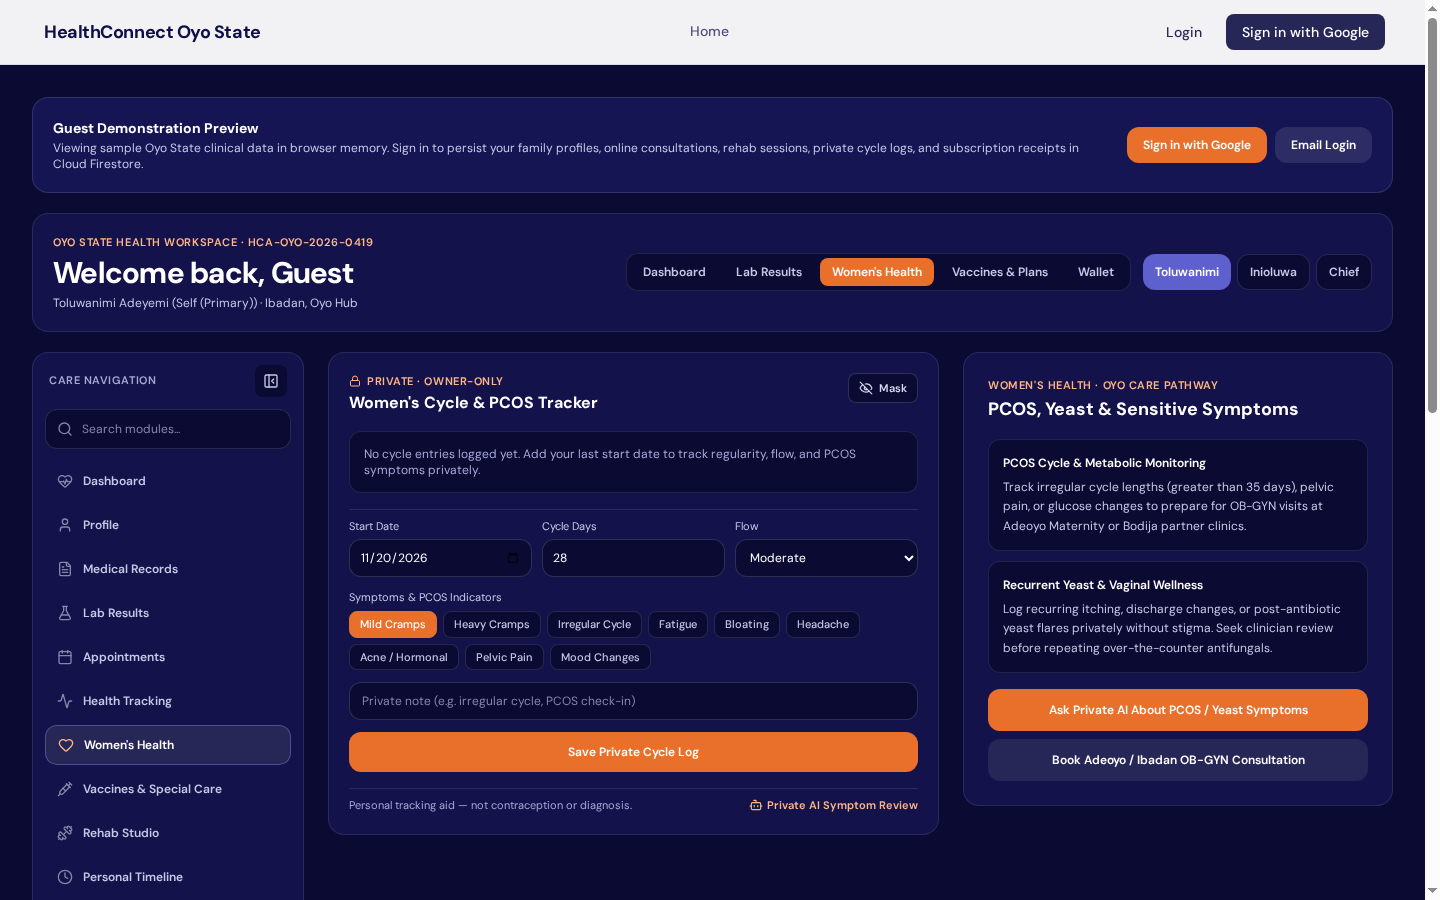 HealthConnect Oyo State
Home
Login
Sign in with Google
Guest Demonstration Preview
Viewing sample Oyo State clinical data in browser memory. Sign in to persist your family profiles, online consultations, rehab sessions, private cycle logs, and subscription receipts in
Cloud Firestore.
Sign in with Google
Email Login
OYO STATE HEALTH WORKSPACE · HCA-OYO-2026-0419
Welcome back, Guest
Toluwanimi Adeyemi (Self (Primary)) · Ibadan, Oyo Hub
Dashboard
Lab Results
Women's Health
Vaccines & Plans
Wallet
Toluwanimi
Inioluwa
Chief
CARE NAVIGATION
Search modules...
Dashboard
Profile
Medical Records
Lab Results
Appointments
Health Tracking
Women's Health
Vaccines & Special Care
Rehab Studio
Personal Timeline
PRIVATE · OWNER-ONLY
Women's Cycle & PCOS Tracker
Mask
No cycle entries logged yet. Add your last start date to track regularity, flow, and PCOS
symptoms privately.
Start Date
Cycle Days
Flow
11/20/2026
28
Moderate
Symptoms & PCOS Indicators
Mild Cramps
Heavy Cramps
Irregular Cycle
Fatigue
Bloating
Headache
Acne / Hormonal
Pelvic Pain
Mood Changes
Private note (e.g. irregular cycle, PCOS check-in)
Save Private Cycle Log
Personal tracking aid — not contraception or diagnosis.
Private AI Symptom Review
WOMEN'S HEALTH · OYO CARE PATHWAY
PCOS, Yeast & Sensitive Symptoms
PCOS Cycle & Metabolic Monitoring
Track irregular cycle lengths (greater than 35 days), pelvic
pain, or glucose changes to prepare for OB-GYN visits at
Adeoyo Maternity or Bodija partner clinics.
Recurrent Yeast & Vaginal Wellness
Log recurring itching, discharge changes, or post-antibiotic
yeast flares privately without stigma. Seek clinician review
before repeating over-the-counter antifungals.
Ask Private AI About PCOS / Yeast Symptoms
Book Adeoyo / Ibadan OB-GYN Consultation